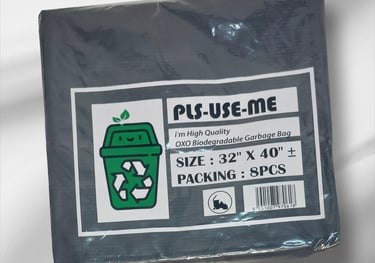 PLS-USE-ME
i'm High Quality
OXO Biodegradable Garbage Bag
SIZE : 32" X 40" ±
PACKING : 8PCS